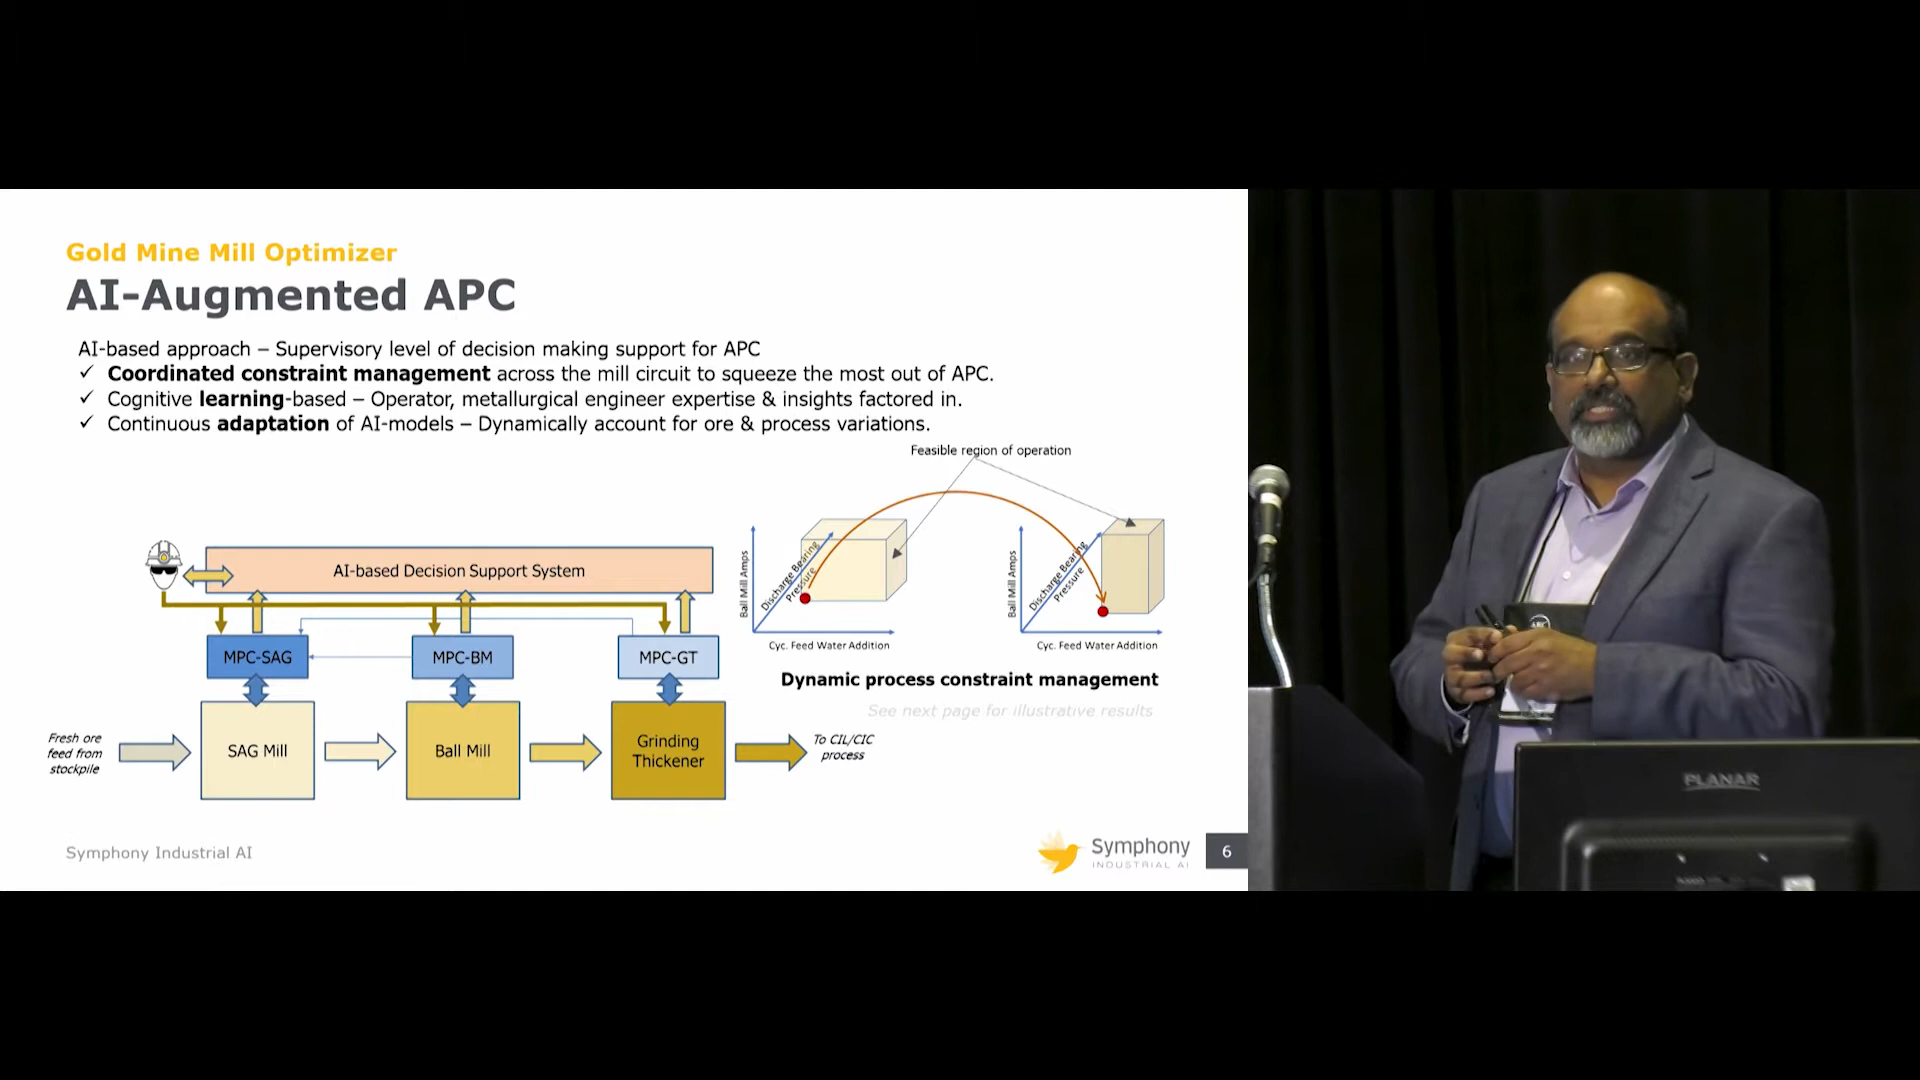 Gold Mine Mill Optimizer
AI-Augmented APC
AI-based approach – Supervisory level of decision making support for APC
✓ Coordinated constraint management across the mill circuit to squeeze the most out of APC.
✓ Cognitive learning-based – Operator, metallurgical engineer expertise & insights factored in.
✓ Continuous adaptation of AI-models – Dynamically account for ore & process variations.
Feasible region of operation
AI-based Decision Support System
MPC-SAG
MPC-BM
MPC-GT
Fresh ore
feed from
stockpile
SAG Mill
Ball Mill
Grinding
Thickener
To CIL/CIC
process
Ball Mill Amps
Discharge Bearing
Pressure
Cyc. Feed Water Addition
Ball Mill Amps
Discharge Bearing
Pressure
Cyc. Feed Water Addition
Dynamic process constraint management
See next page for illustrative results
Symphony Industrial AI
Symphony
INDUSTRIAL AI
6
PLANAR